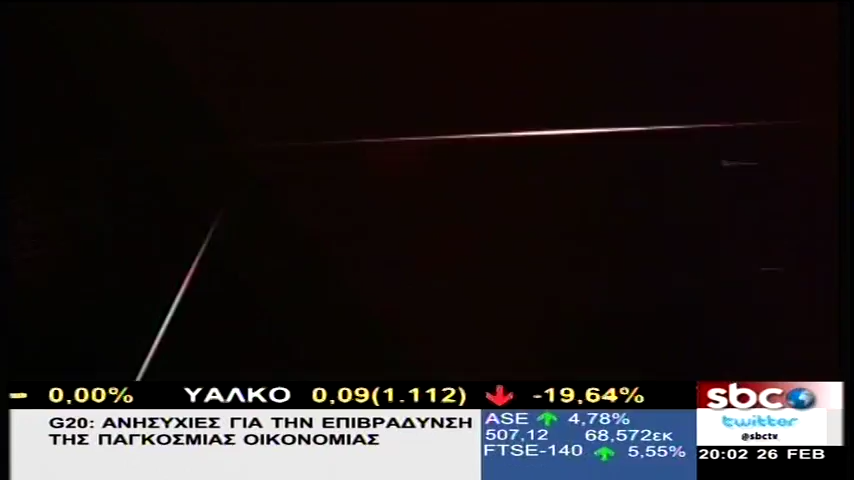 0,00% ΥΑΛΚΟ 0,09(1.112) -19,64%
sbc
G20: ΑΝΗΣΥΧΙΕΣ ΓΙΑ ΤΗΝ ΕΠΙΒΡΑΔΥΝΣΗ
ΤΗΣ ΠΑΓΚΟΣΜΙΑΣ ΟΙΚΟΝΟΜΙΑΣ
ASE 4,78%
507,12 68,572εκ
FTSE-140 5,55%
twitter
@sbctv
20:02 26 FEB